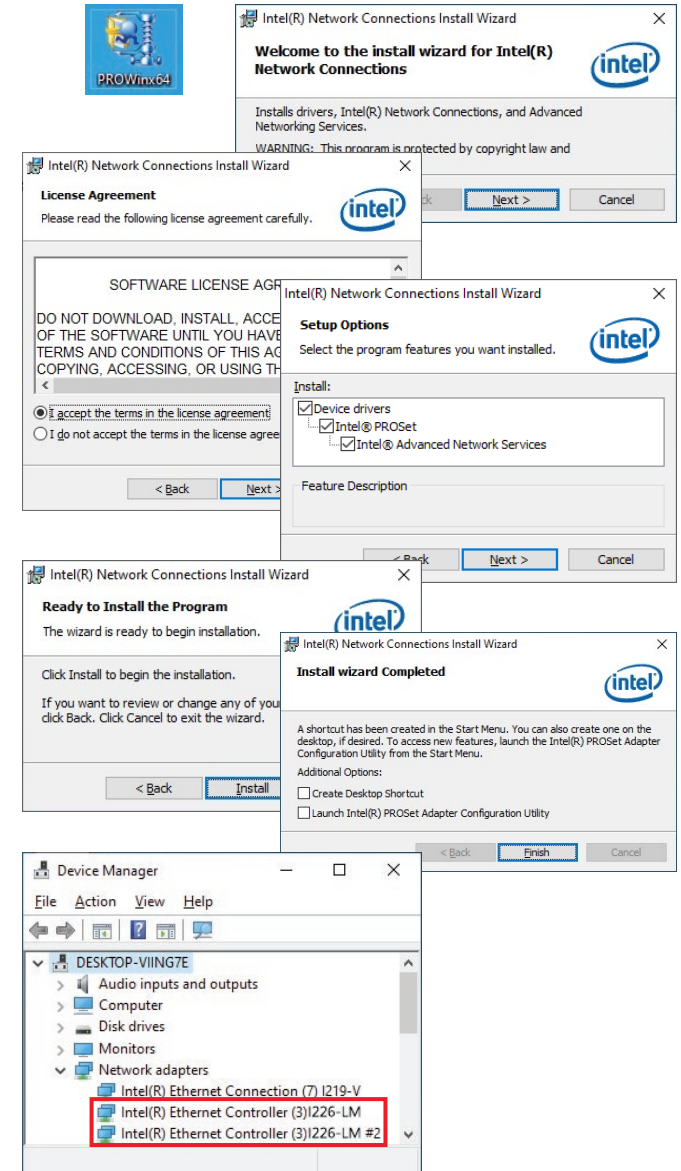 PROWinx64
Intel(R) Network Connections Install Wizard
Welcome to the install wizard for Intel(R)
Network Connections
intel
Installs drivers, Intel(R) Network Connections, and Advanced
Networking Services.
WARNING: This program is protected by copyright law and
Next >
Cancel
Intel(R) Network Connections Install Wizard
License Agreement
Please read the following license agreement carefully.
intel
SOFTWARE LICENSE AGR
DO NOT DOWNLOAD, INSTALL, ACCE
OF THE SOFTWARE UNTIL YOU HAVE
TERMS AND CONDITIONS OF THIS AG
COPYING, ACCESSING, OR USING TH
I accept the terms in the license agreement
I do not accept the terms in the license agree
< Back
Next >
Intel(R) Network Connections Install Wizard
Setup Options
Select the program features you want installed.
intel
Install:
Device drivers
Intel® PROSet
Intel® Advanced Network Services
Feature Description
< Back
Next >
Cancel
Intel(R) Network Connections Install Wizard
Ready to Install the Program
The wizard is ready to begin installation.
intel
Click Install to begin the installation.
If you want to review or change any of you
click Back. Click Cancel to exit the wizard.
< Back
Install
Intel(R) Network Connections Install Wizard
Install wizard Completed
intel
A shortcut has been created in the Start Menu. You can also create one on the
desktop, if desired. To access new features, launch the Intel(R) PROSet Adapter
Configuration Utility from the Start Menu.
Additional Options:
Create Desktop Shortcut
Launch Intel(R) PROSet Adapter Configuration Utility
< Back
Finish
Cancel
Device Manager
File Action View Help
DESKTOP-VIING7E
Audio inputs and outputs
Computer
Disk drives
Monitors
Network adapters
Intel(R) Ethernet Connection (7) I219-V
Intel(R) Ethernet Controller (3)I226-LM
Intel(R) Ethernet Controller (3)I226-LM #2